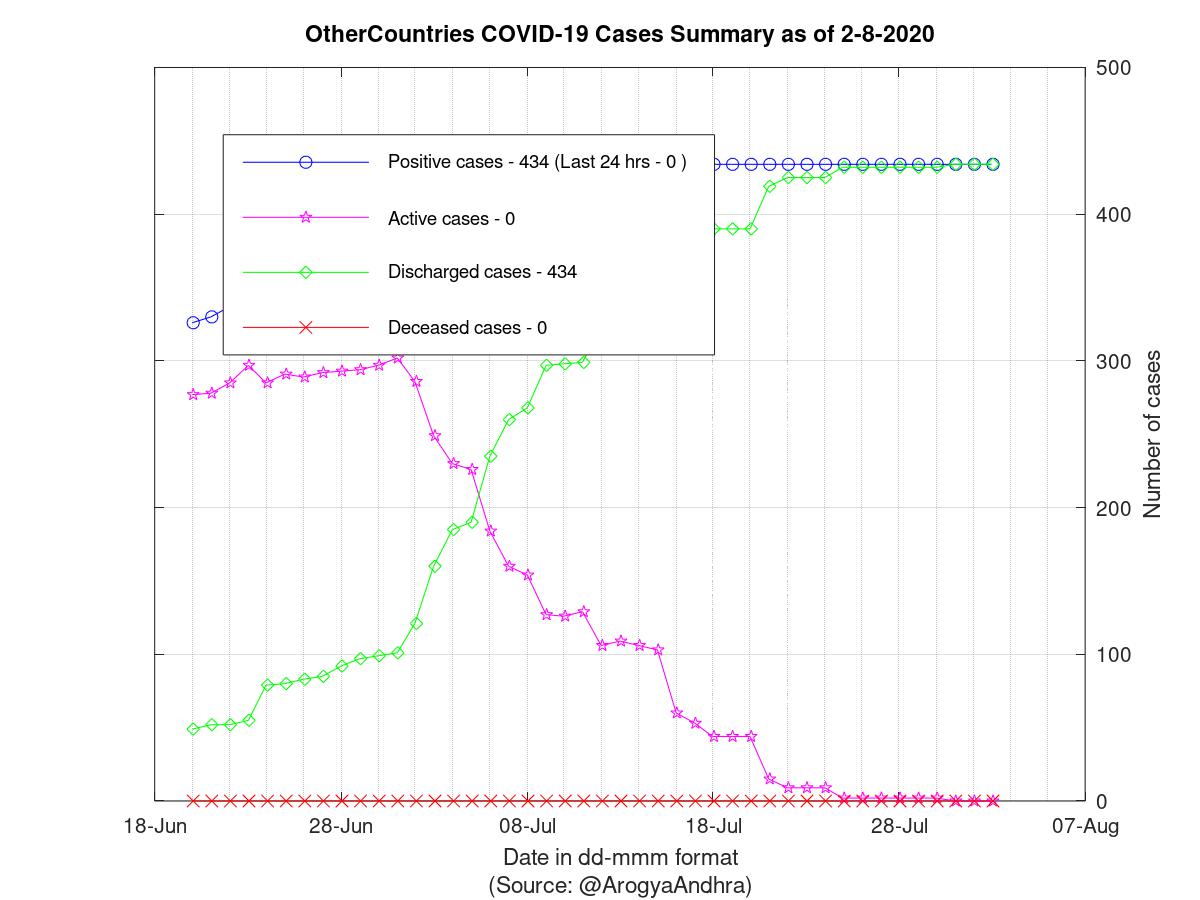 OtherCountries COVID-19 Cases Summary as of 2-8-2020
500
Positive cases - 434 (Last 24 hrs - 0 )
Active cases - 0
400
Discharged cases - 434
Deceased cases - 0
300
Number of cases
200
100
0
18-Jun 28-Jun 08-Jul 18-Jul 28-Jul 07-Aug
Date in dd-mmm format
(Source: @ArogyaAndhra)